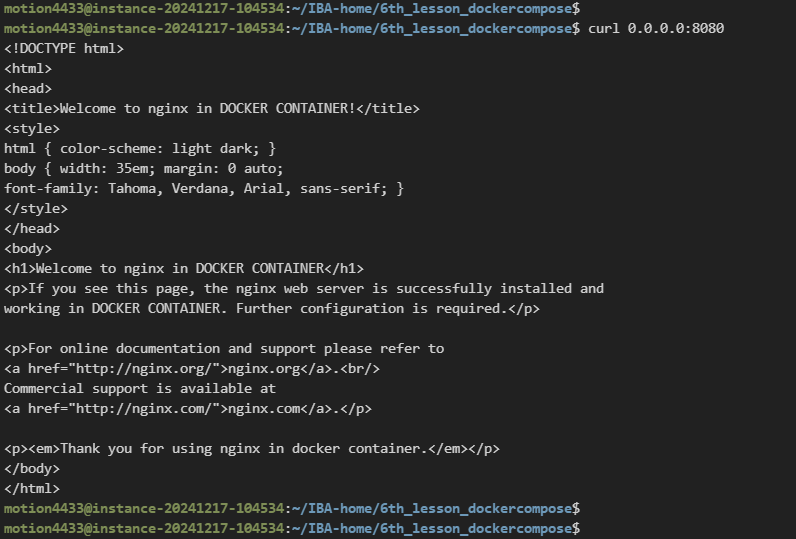 motion4433@instance-20241217-104534:~/IBA-home/6th_lesson_dockercompose$
motion4433@instance-20241217-104534:~/IBA-home/6th_lesson_dockercompose$ curl 0.0.0.0:8080
<!DOCTYPE html>
<html>
<head>
<title>Welcome to nginx in DOCKER CONTAINER!</title>
<style>
html { color-scheme: light dark; }
body { width: 35em; margin: 0 auto;
font-family: Tahoma, Verdana, Arial, sans-serif; }
</style>
</head>
<body>
<h1>Welcome to nginx in DOCKER CONTAINER</h1>
<p>If you see this page, the nginx web server is successfully installed and
working in DOCKER CONTAINER. Further configuration is required.</p>

<p>For online documentation and support please refer to
<a href="http://nginx.org/">nginx.org</a>.<br/>
Commercial support is available at
<a href="http://nginx.com/">nginx.com</a>.</p>

<p><em>Thank you for using nginx in docker container.</em></p>
</body>
</html>
motion4433@instance-20241217-104534:~/IBA-home/6th_lesson_dockercompose$
motion4433@instance-20241217-104534:~/IBA-home/6th_lesson_dockercompose$